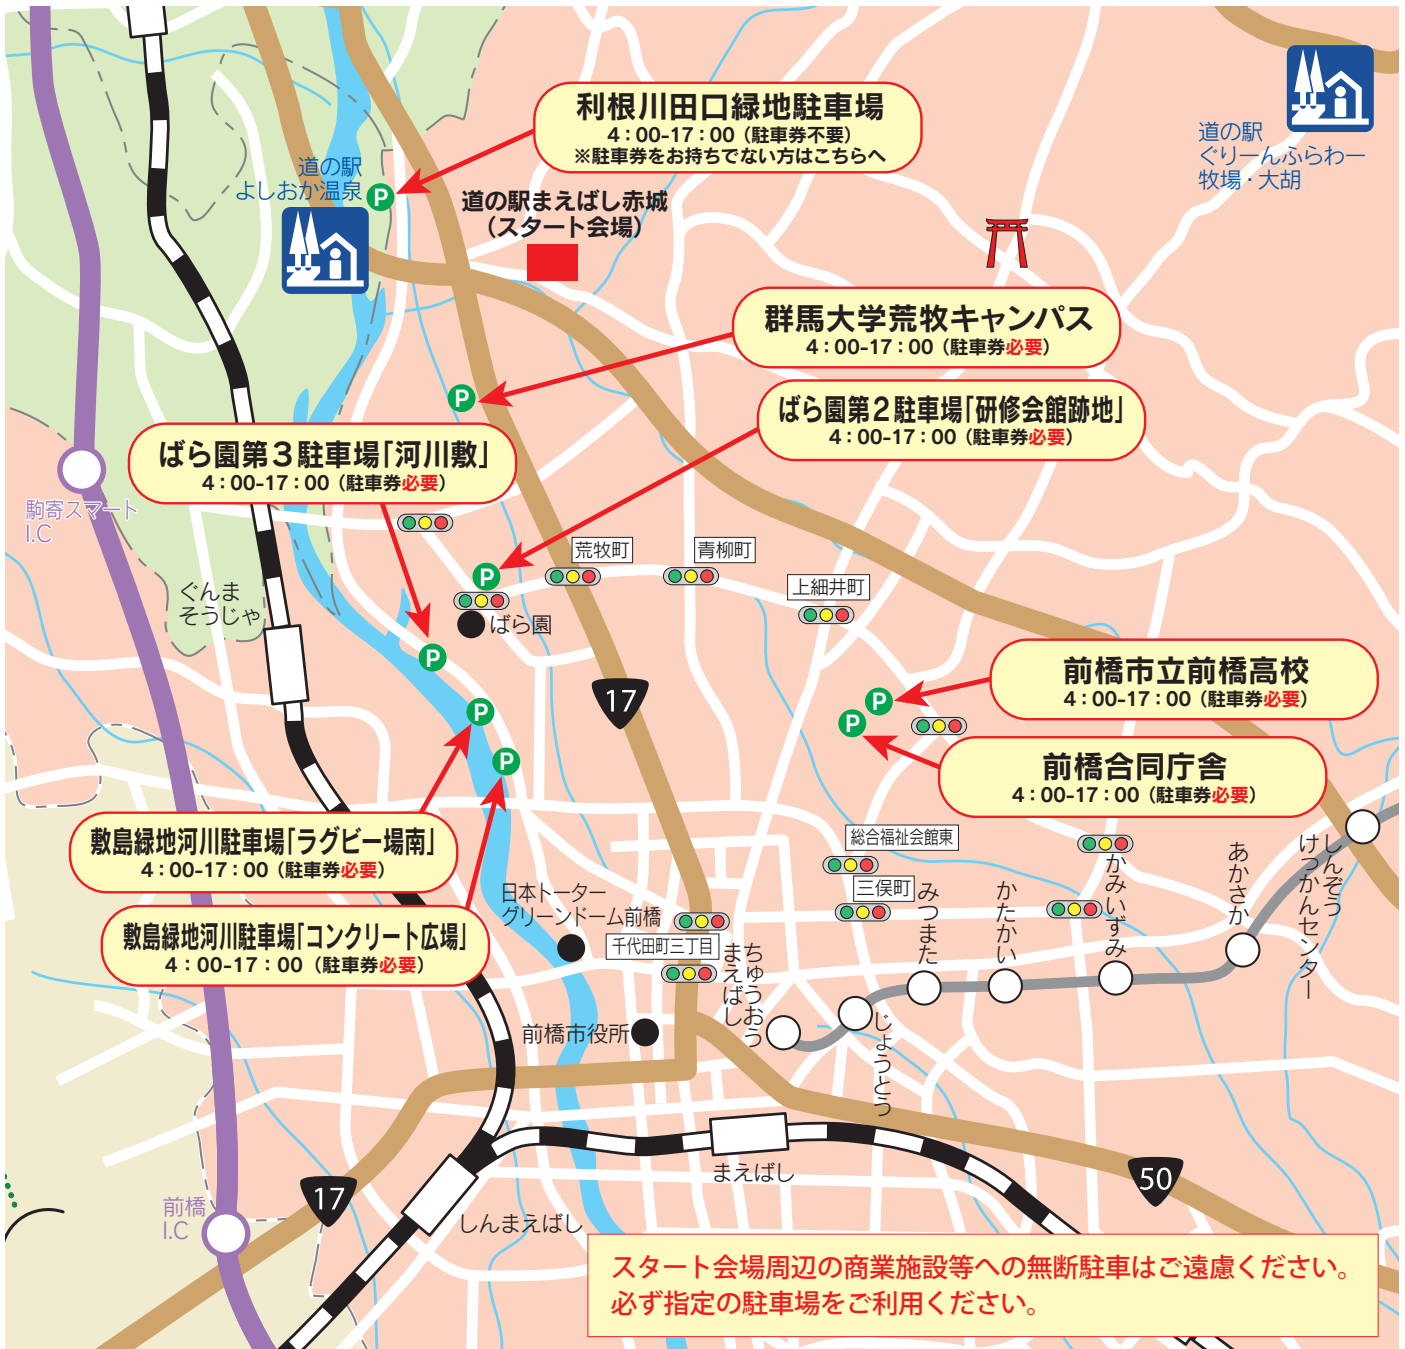 利根川田口緑地駐車場
4：00-17：00（駐車券不要）
※駐車券をお持ちでない方はこちらへ
道の駅
よしおか温泉
P
道の駅まえばし赤城
（スタート会場）
道の駅
ぐりーんふらわー
牧場・大胡
群馬大学荒牧キャンパス
4：00-17：00（駐車券必要）
P
ばら園第２駐車場「研修会館跡地」
4：00-17：00（駐車券必要）
ばら園第３駐車場「河川敷」
4：00-17：00（駐車券必要）
駒寄スマート
I.C
荒牧町
青柳町
上細井町
P
ばら園
ぐんま
そうじゃ
P
前橋市立前橋高校
4：00-17：00（駐車券必要）
17
P
P
P
P
前橋合同庁舎
4：00-17：00（駐車券必要）
敷島緑地河川駐車場「ラグビー場南」
4：00-17：00（駐車券必要）
総合福祉会館東
三俣町
みつまた
かたかい
かみいずみ
あかさか
しんぞう
けっかんセンター
日本トーター
グリーンドーム前橋
敷島緑地河川駐車場「コンクリート広場」
4：00-17：00（駐車券必要）
千代田町三丁目
ちゅうおう
まえばし
じょうとう
前橋市役所
まえばし
50
17
前橋
I.C
しんまえばし
スタート会場周辺の商業施設等への無断駐車はご遠慮ください。
必ず指定の駐車場をご利用ください。